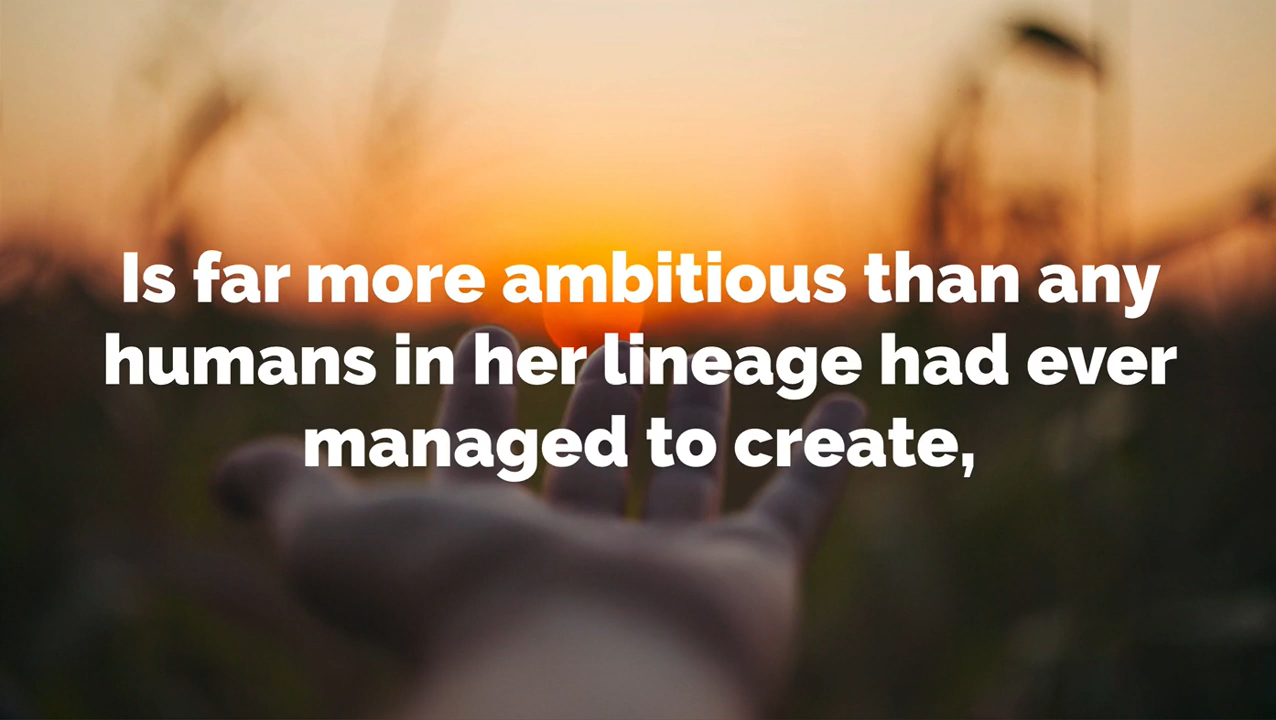 Is far more ambitious than any
humans in her lineage had ever
managed to create,